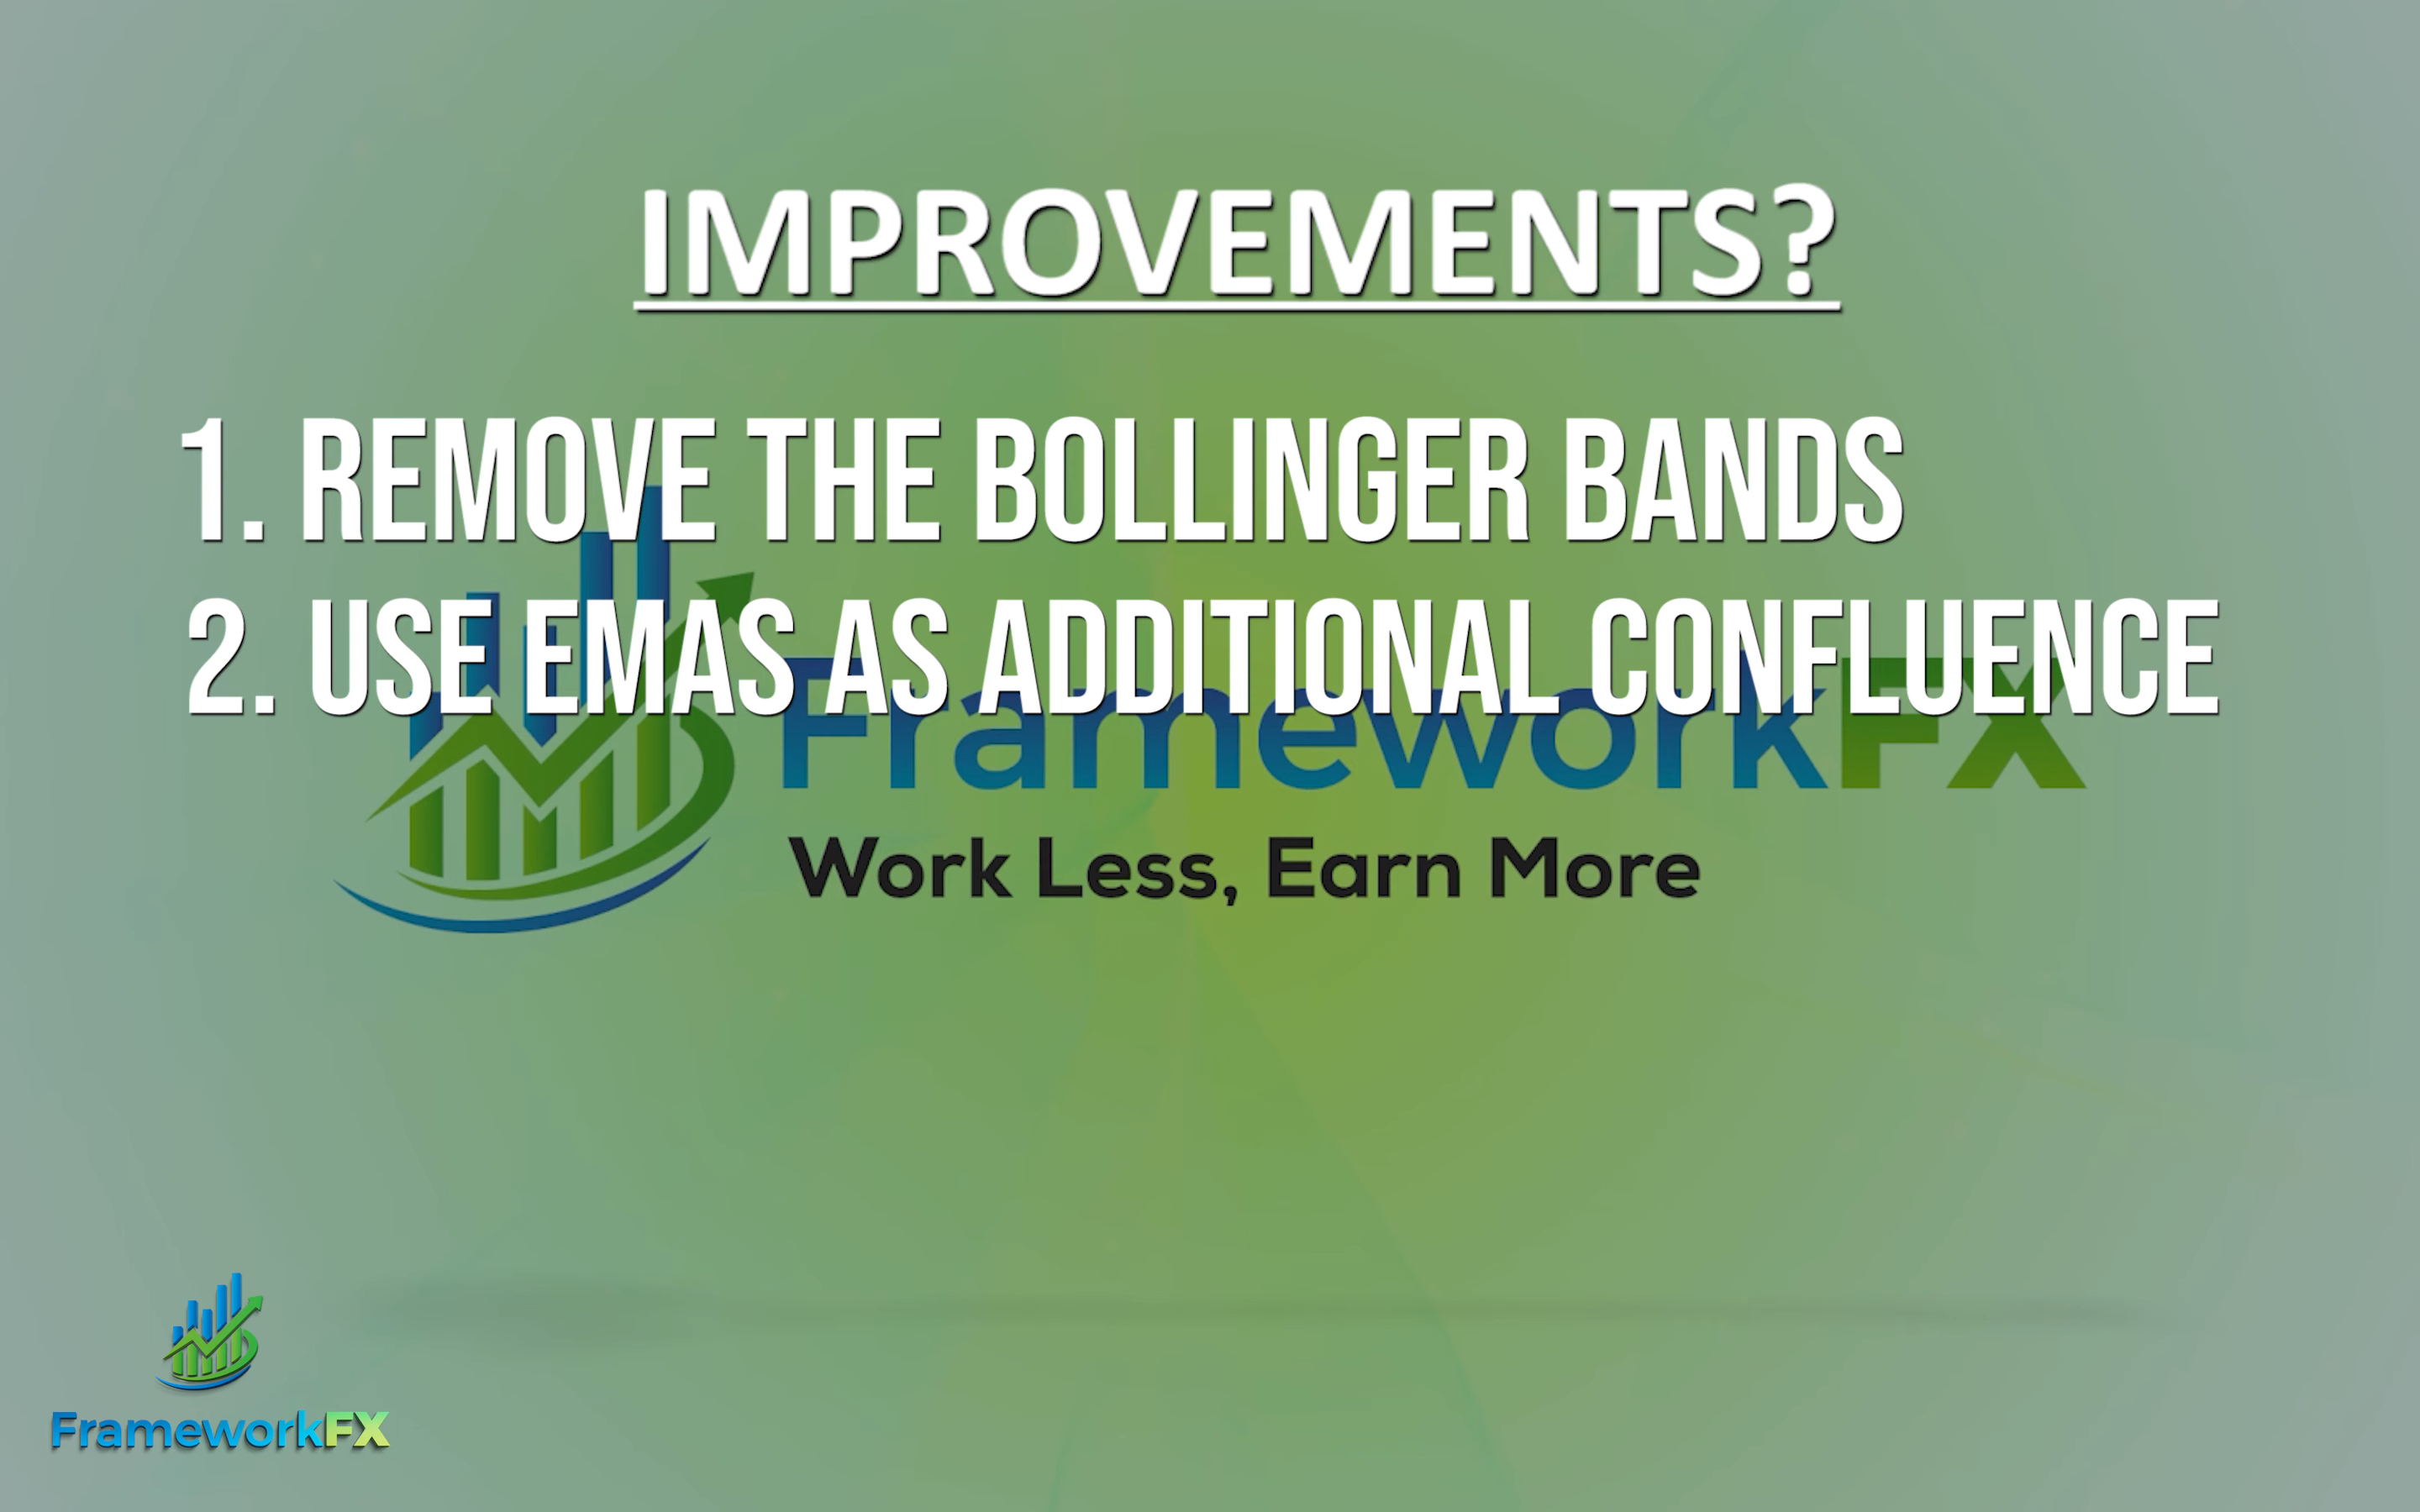 IMPROVEMENTS?
1. REMOVE THE BOLLINGER BANDS
2. USE EMAS AS ADDITIONAL CONFLUENCE
FrameworkFX
Work Less, Earn More
FrameworkFX